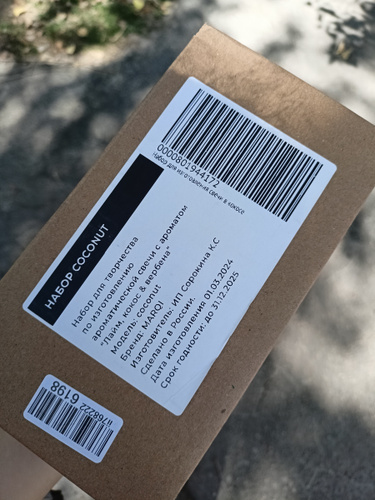 0000801944172
Набор для изготовления свечи в кокосе
НАБОР COCONUT
Набор для творчества
по изготовлению
ароматической свечи с ароматом
"Лайм, кокос & вербена"
Модель: coconut
Бренд: MARQI
Изготовитель: ИП Сорокина К.С
Сделано в России.
Дата изготовления 01.03.2024
Срок годности: до 31.12.2025
ii768222 6198